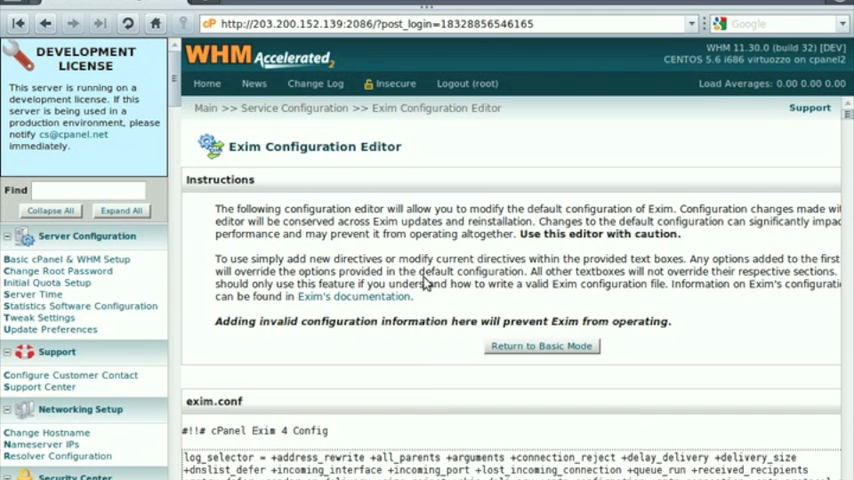 http://203.200.152.139:2086/?post_login=18328856546165
Google
DEVELOPMENT
LICENSE
This server is running on a
development license. If this
server is being used in a
production environment, please
notify cs@cpanel.net
immediately.
Find
Collapse All
Expand All
Server Configuration
Basic cPanel & WHM Setup
Change Root Password
Initial Quota Setup
Server Time
Statistics Software Configuration
Tweak Settings
Update Preferences
Support
Configure Customer Contact
Support Center
Networking Setup
Change Hostname
Nameserver IPs
Resolver Configuration
Security Center
WHM Accelerated2
WHM 11.30.0 (build 32) [DEV]
CENTOS 5.6 i686 virtuozzo on cpanel2
Home
News
Change Log
Insecure
Logout (root)
Load Averages: 0.00 0.00 0.00
Main >> Service Configuration >> Exim Configuration Editor
Support
Exim Configuration Editor
Instructions
The following configuration editor will allow you to modify the default configuration of Exim. Configuration changes made
editor will be conserved across Exim updates and reinstallation. Changes to the default configuration can significantly
performance and may prevent it from operating altogether. Use this editor with caution.
To use simply add new directives or modify current directives within the provided text boxes. Any options added to the first
will override the options provided in the default configuration. All other textboxes will not override their respective sections.
should only use this feature if you understand how to write a valid Exim configuration file. Information on Exim's
can be found in Exim's documentation.
Adding invalid configuration information here will prevent Exim from operating.
Return to Basic Mode
exim.conf
#!!# cPanel Exim 4 Config
log_selector = +address_rewrite +all_parents +arguments +connection_reject +delay_delivery +delivery_size
+dnslist_defer +incoming_interface +incoming_port +lost_incoming_connection +queue_run +received_recipients